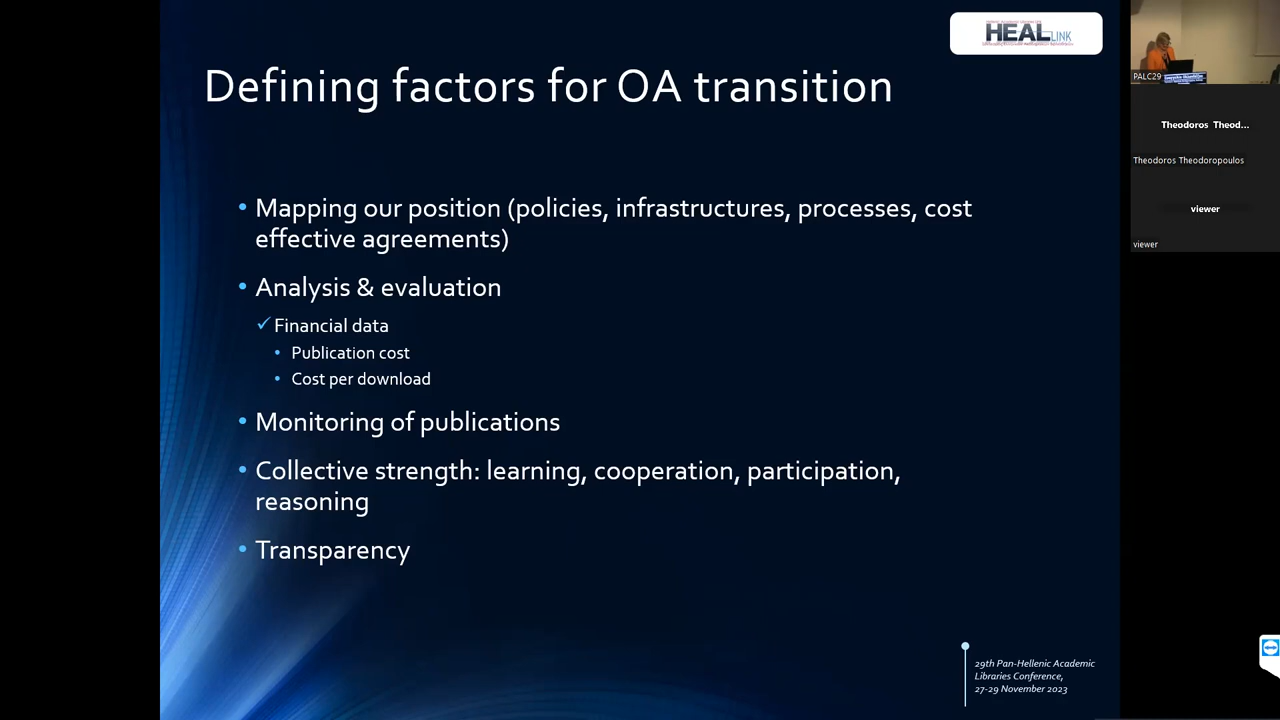 HEAL LINK
Defining factors for OA transition
• Mapping our position (policies, infrastructures, processes, cost
effective agreements)
• Analysis & evaluation
✓ Financial data
• Publication cost
• Cost per download
• Monitoring of publications
• Collective strength: learning, cooperation, participation,
reasoning
• Transparency
29th Pan-Hellenic Academic
Libraries Conference,
27-29 November 2023
PALC29
Theodoros Theod...
Theodoros Theodoropoulos
viewer
viewer